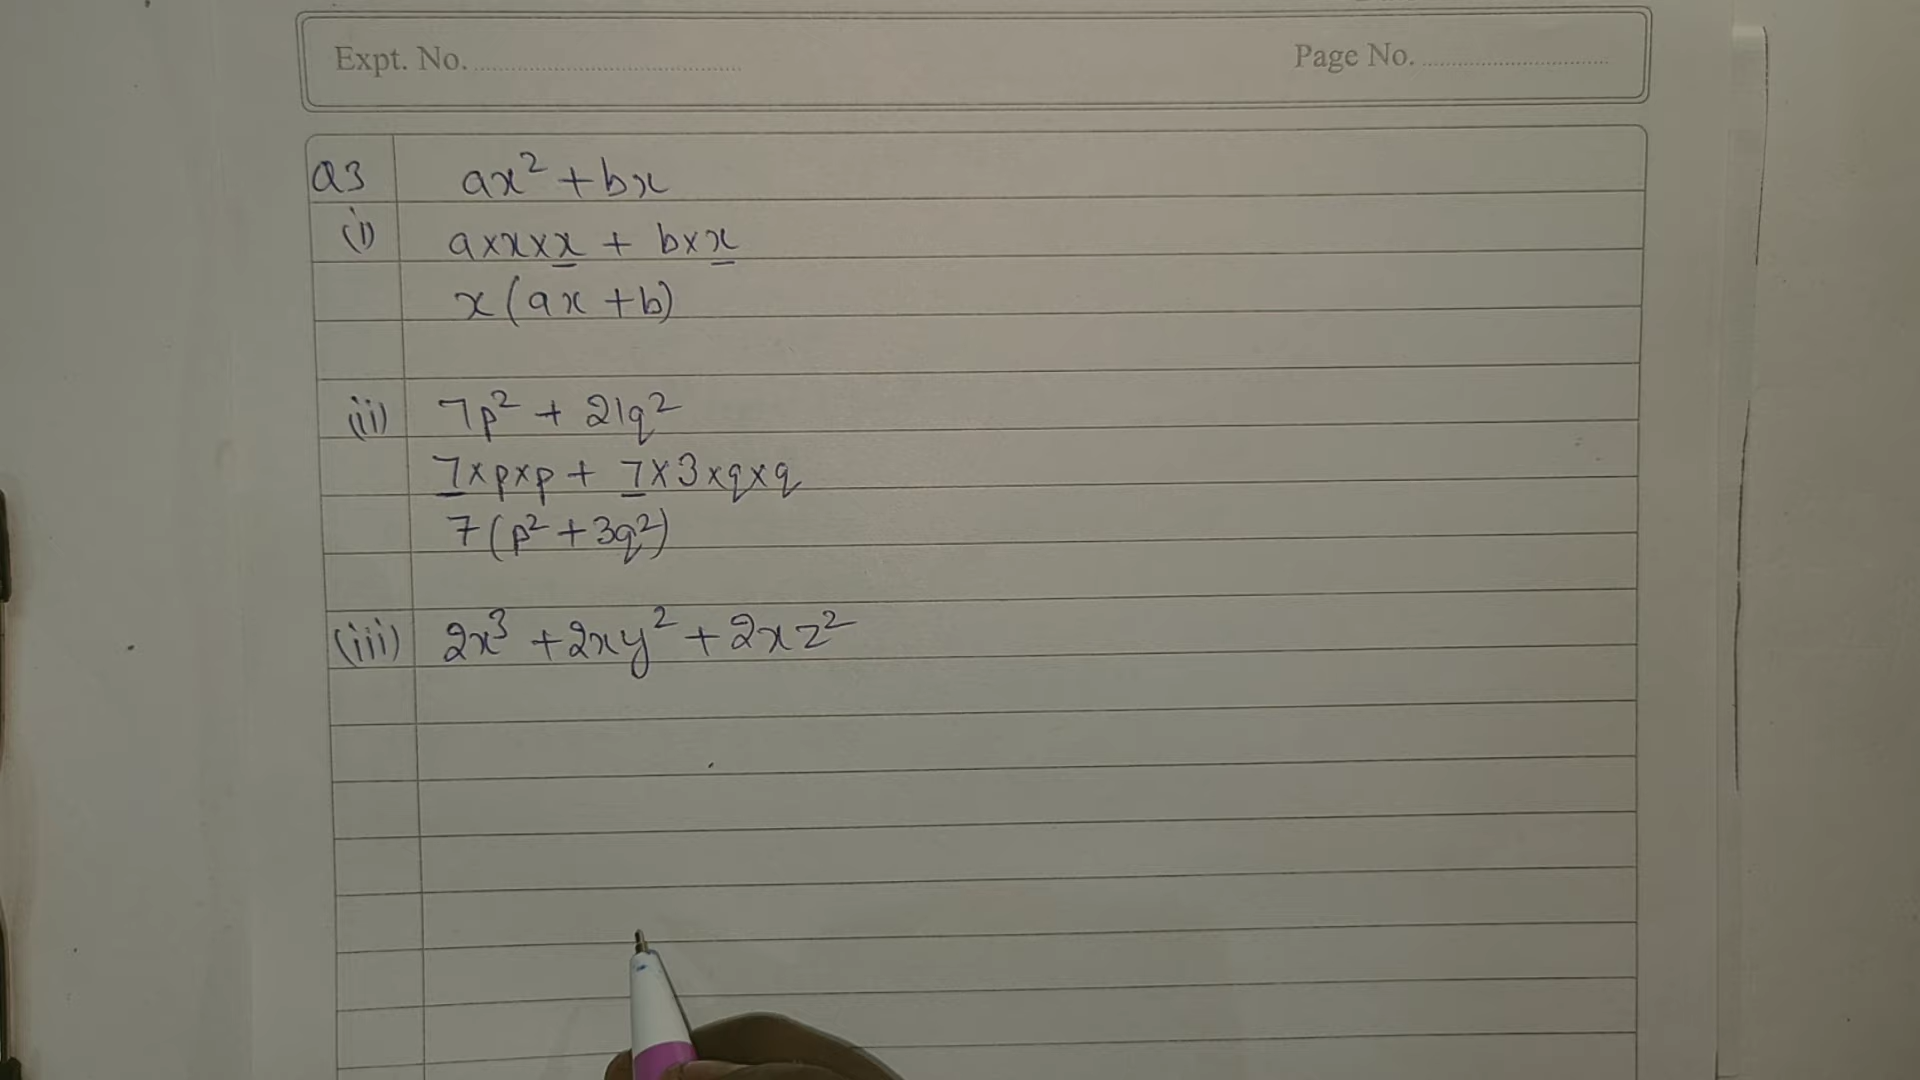 Expt. No. Page No.
Q3 ax² + bx
(i) a×x×x + b×x
x(ax + b)
(ii) 7p² + 21q²
7×p×p + 7×3×q×q
7(p² + 3q²)
(iii) 2x³ + 2xy² + 2xz²